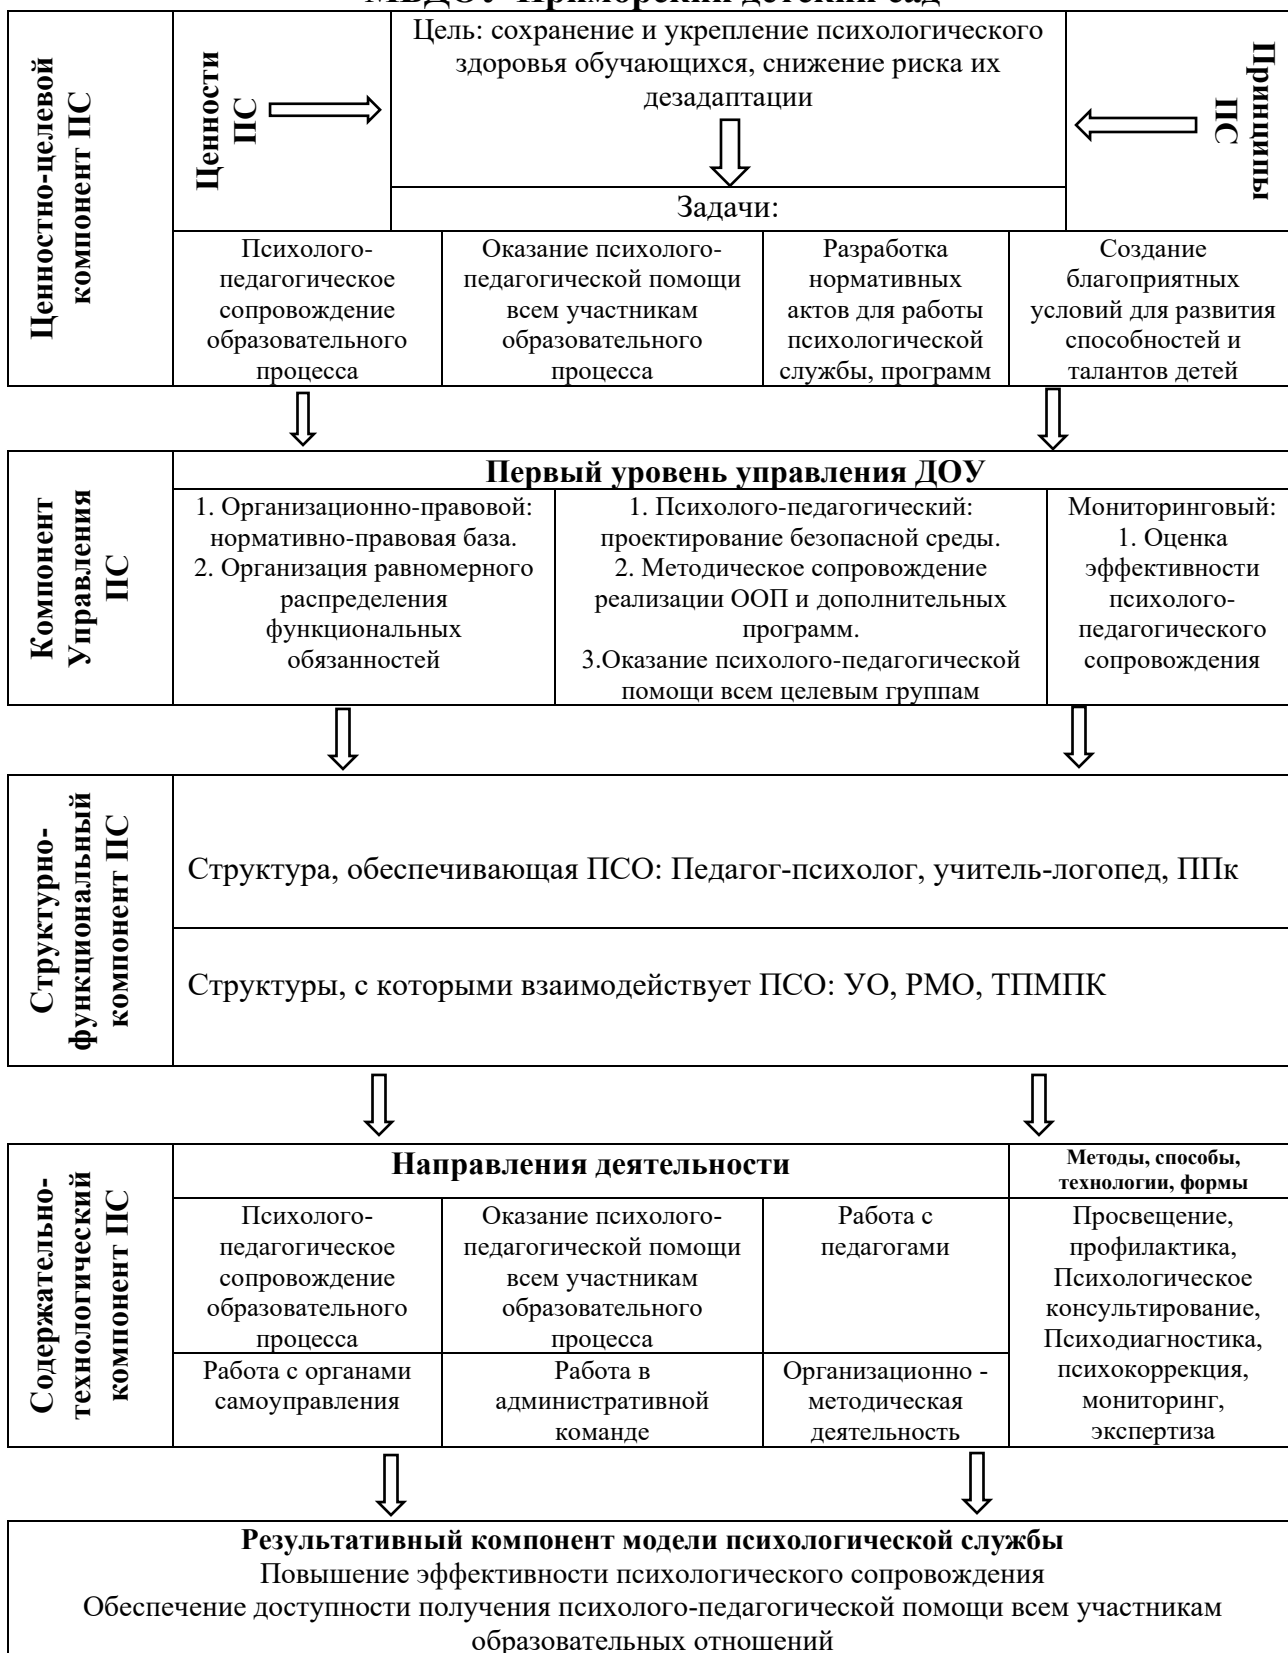 МБДОУ Приморский детский сад
Ценностно-целевой
компонент ПС
Ценности
ПС
Цель: сохранение и укрепление психологического
здоровья обучающихся, снижение риска их
дезадаптации
Принципы
ПС
Задачи:
Психолого-
педагогическое
сопровождение
образовательного
процесса
Оказание психолого-
педагогической помощи
всем участникам
образовательного
процесса
Разработка
нормативных
актов для работы
психологической
службы, программ
Создание
благоприятных
условий для развития
способностей и
талантов детей
Компонент
Управления
ПС
Первый уровень управления ДОУ
1. Организационно-правовой:
нормативно-правовая база.
2. Организация равномерного
распределения
функциональных
обязанностей
1. Психолого-педагогический:
проектирование безопасной среды.
2. Методическое сопровождение
реализации ООП и дополнительных
программ.
3.Оказание психолого-педагогической
помощи всем целевым группам
Мониторинговый:
1. Оценка
эффективности
психолого-
педагогического
сопровождения
Структурно-
функциональный
компонент ПС
Структура, обеспечивающая ПСО: Педагог-психолог, учитель-логопед, ППк
Структуры, с которыми взаимодействует ПСО: УО, РМО, ТПМПК
Содержательно-
технологический
компонент ПС
Направления деятельности
Методы, способы,
технологии, формы
Психолого-
педагогическое
сопровождение
образовательного
процесса
Оказание психолого-
педагогической помощи
всем участникам
образовательного
процесса
Работа с
педагогами
Просвещение,
профилактика,
Психологическое
консультирование,
Психодиагностика,
психокоррекция,
мониторинг,
экспертиза
Работа с органами
самоуправления
Работа в
административной
команде
Организационно -
методическая
деятельность
Результативный компонент модели психологической службы
Повышение эффективности психологического сопровождения
Обеспечение доступности получения психолого-педагогической помощи всем участникам
образовательных отношений